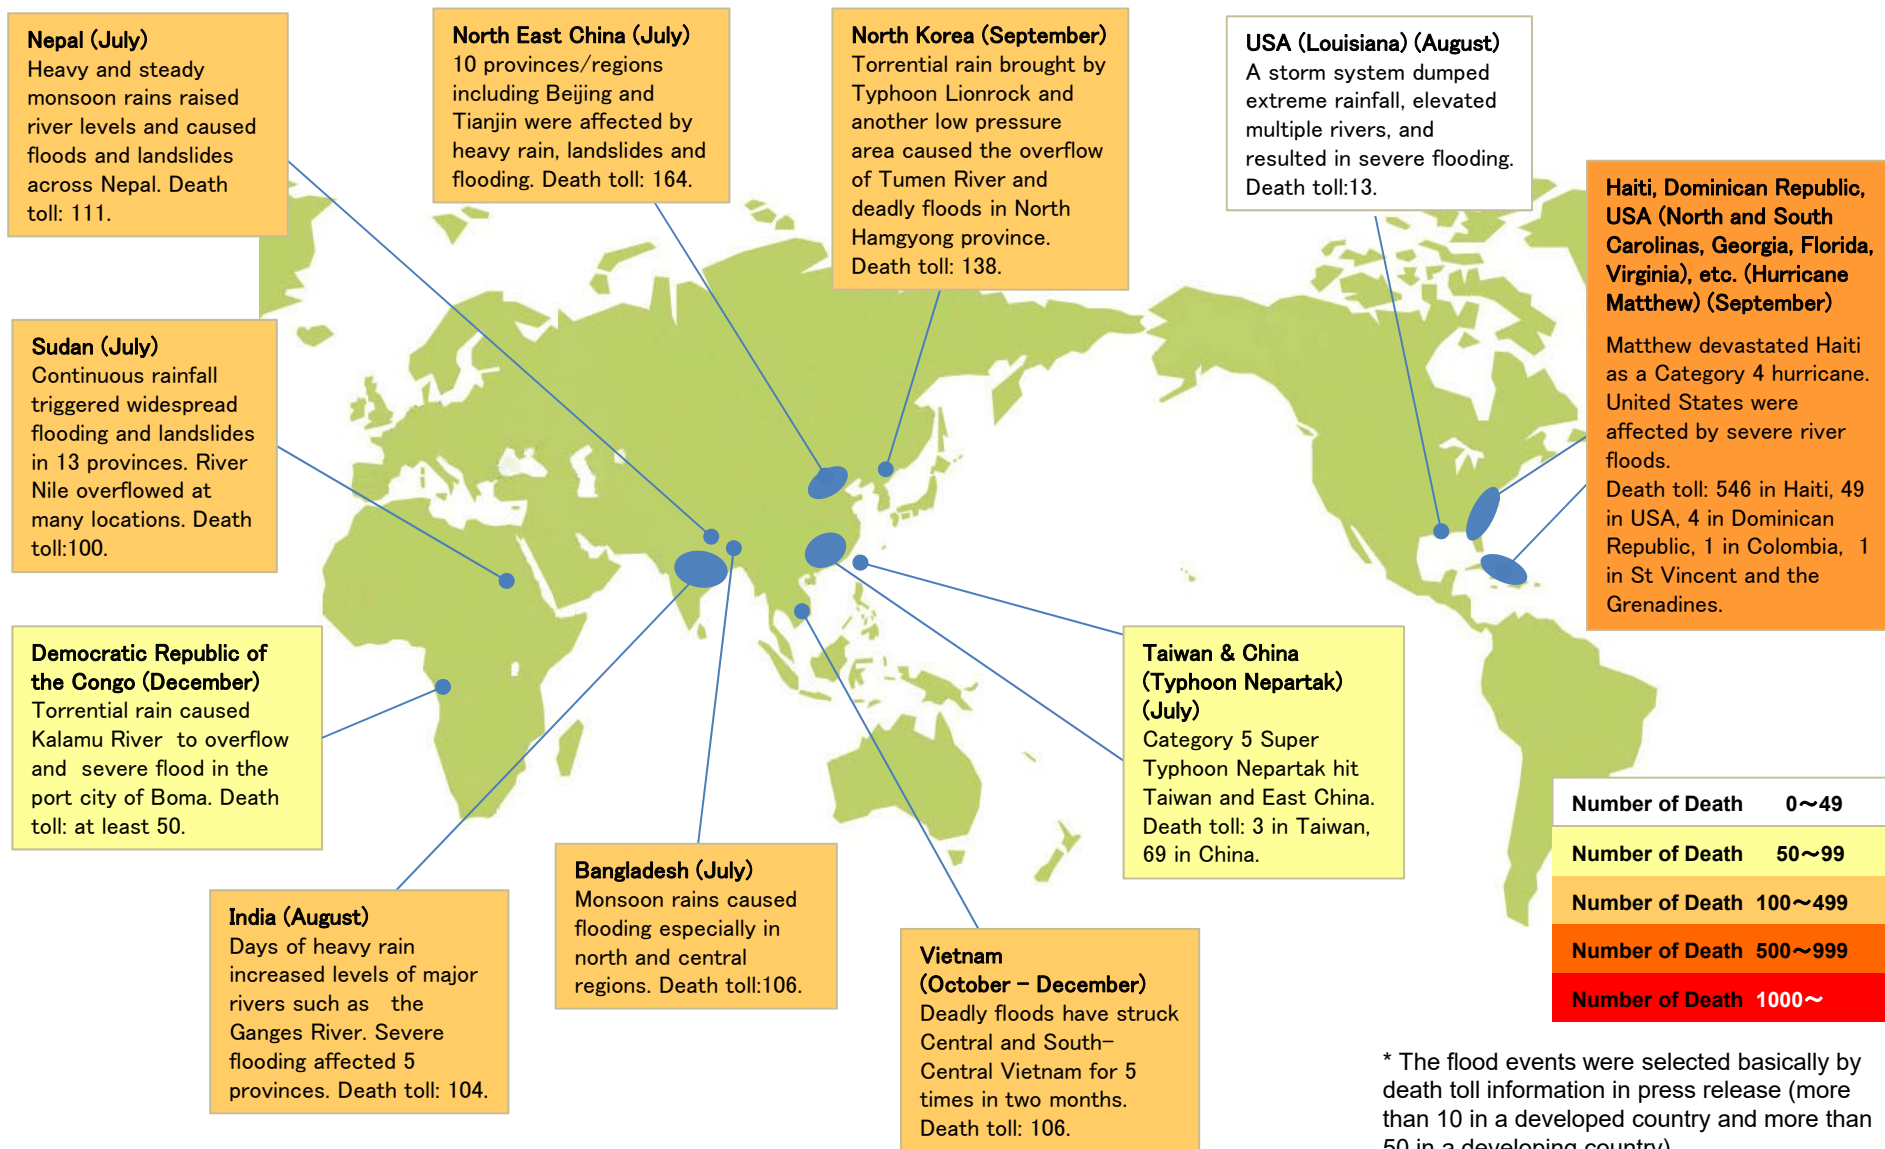 Nepal (July)
Heavy and steady
monsoon rains raised
river levels and caused
floods and landslides
across Nepal. Death
toll: 111.
North East China (July)
10 provinces/regions
including Beijing and
Tianjin were affected by
heavy rain, landslides and
flooding. Death toll: 164.
North Korea (September)
Torrential rain brought by
Typhoon Lionrock and
another low pressure
area caused the overflow
of Tumen River and
deadly floods in North
Hamgyong province.
Death toll: 138.
USA (Louisiana) (August)
A storm system dumped
extreme rainfall, elevated
multiple rivers, and
resulted in severe flooding.
Death toll:13.
Haiti, Dominican Republic,
USA (North and South
Carolinas, Georgia, Florida,
Virginia), etc. (Hurricane
Matthew) (September)
Matthew devastated Haiti
as a Category 4 hurricane.
United States were
affected by severe river
floods.
Death toll: 546 in Haiti, 49
in USA, 4 in Dominican
Republic, 1 in Colombia, 1
in St Vincent and the
Grenadines.
Sudan (July)
Continuous rainfall
triggered widespread
flooding and landslides
in 13 provinces. River
Nile overflowed at
many locations. Death
toll:100.
Democratic Republic of
the Congo (December)
Torrential rain caused
Kalamu River to overflow
and severe flood in the
port city of Boma. Death
toll: at least 50.
Taiwan & China
(Typhoon Nepartak)
(July)
Category 5 Super
Typhoon Nepartak hit
Taiwan and East China.
Death toll: 3 in Taiwan,
69 in China.
India (August)
Days of heavy rain
increased levels of major
rivers such as the
Ganges River. Severe
flooding affected 5
provinces. Death toll: 104.
Bangladesh (July)
Monsoon rains caused
flooding especially in
north and central
regions. Death toll:106.
Vietnam
(October – December)
Deadly floods have struck
Central and South-
Central Vietnam for 5
times in two months.
Death toll: 106.
Number of Death 0～49
Number of Death 50～99
Number of Death 100～499
Number of Death 500～999
Number of Death 1000～
* The flood events were selected basically by
death toll information in press release (more
than 10 in a developed country and more than
50 in a developing country)